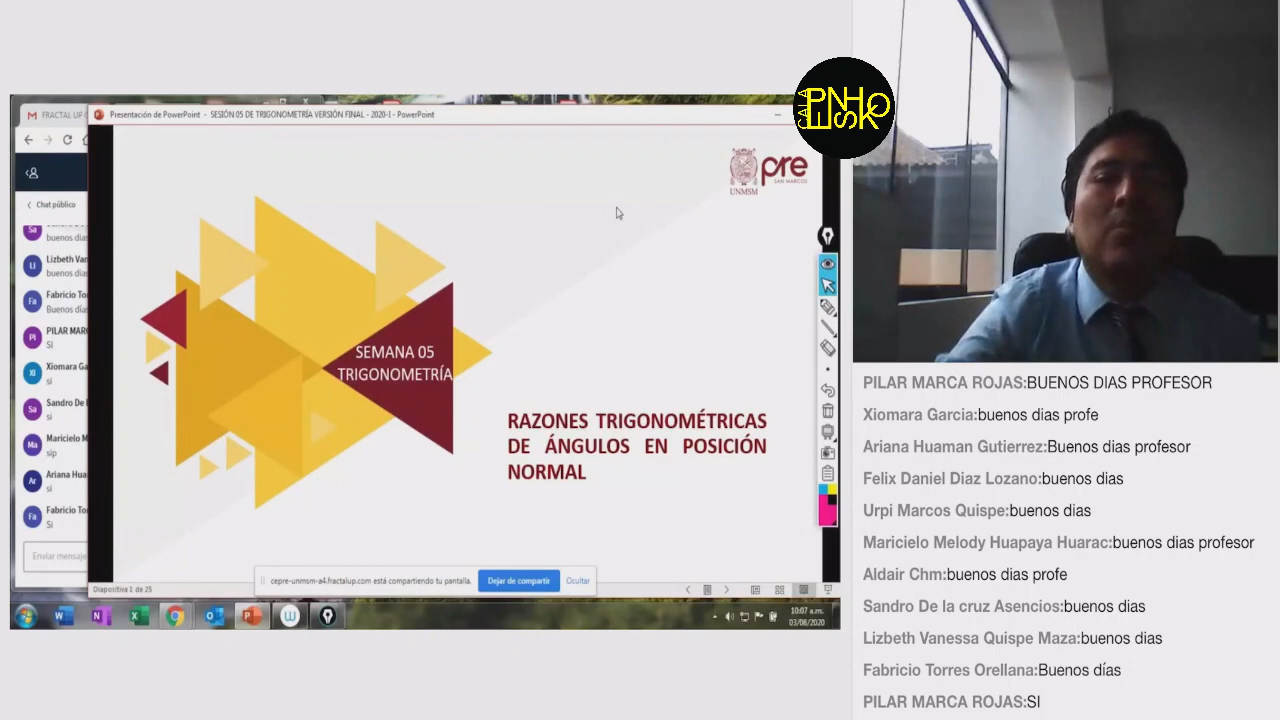 FRACTAL UP
Presentación de PowerPoint - SESIÓN 05 DE TRIGONOMETRÍA VERSIÓN FINAL - 2020-I - PowerPoint
Chat público
buenos dias
Lizbeth Van
buenos dias
Fabricio Tor
Buenos días
PILAR MAR
SI
Xiomara Ga
si
Sandro De l
si
Maricielo M
sip
Ariana Hua
si
Fabricio Tor
Si
Enviar mensaje
UNMSM
pre
SAN MARCOS
SEMANA 05
TRIGONOMETRÍA
RAZONES TRIGONOMÉTRICAS
DE ÁNGULOS EN POSICIÓN
NORMAL
cepre-unmsm-a4.fractalup.com está compartiendo tu pantalla.
Dejar de compartir
Ocultar
Diapositiva 1 de 25
10:07 a.m.
03/08/2020
PILAR MARCA ROJAS:BUENOS DIAS PROFESOR
Xiomara Garcia:buenos dias profe
Ariana Huaman Gutierrez:Buenos dias profesor
Felix Daniel Diaz Lozano:buenos dias
Urpi Marcos Quispe:buenos dias
Maricielo Melody Huapaya Huarac:buenos dias profesor
Aldair Chm:buenos dias profe
Sandro De la cruz Asencios:buenos dias
Lizbeth Vanessa Quispe Maza:buenos dias
Fabricio Torres Orellana:Buenos días
PILAR MARCA ROJAS:SI